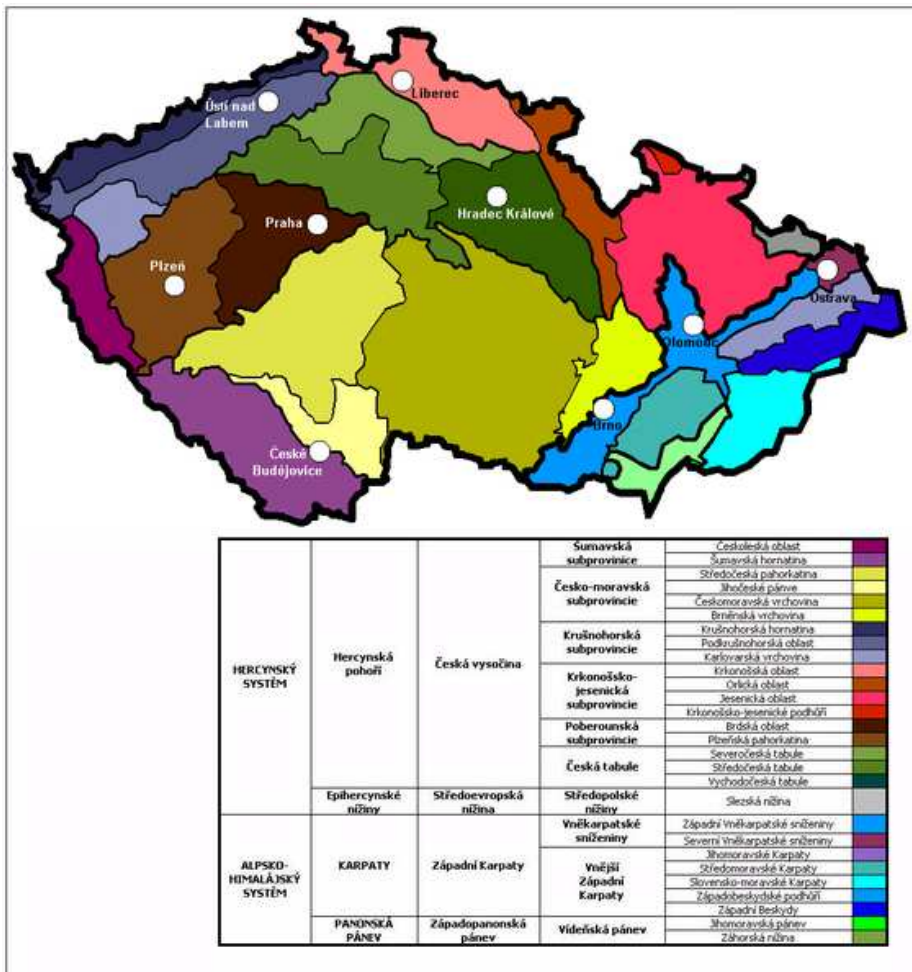 Liberec
Ústí nad
Labem
Hradec Králové
Praha
Plzeň
Ostrava
Olomouc
Brno
České
Budějovice
HERCYNSKÝ
SYSTÉM
Hercynská
pohoří
Česká vysočina
Šumavská
subprovinice
Českoleská oblast
Šumavská hornatina
Česko-moravská
subprovincie
Středočeská pahorkatina
Jihočeské pánve
Českomoravská vrchovina
Brněnská vrchovina
Krušnohorská
subprovincie
Krušnohorská hornatina
Podkrušnohorská oblast
Karlovarská vrchovina
Krkonošsko-
jesenická
subprovincie
Krkonošská oblast
Orlická oblast
Jesenická oblast
Krkonošsko-jesenické podhůří
Poberounská
subprovincie
Brdská oblast
Plzeňská pahorkatina
Česká tabule
Severočeská tabule
Středočeská tabule
Vychodočeská tabule
Epihercynské
nížiny
Středoevropská
nížina
Středopolské
nížiny
Slezská nížina
ALPSKO-
HIMALÁJSKÝ
SYSTÉM
KARPATY
Západní Karpaty
Vněkarpatské
sníženiny
Západní Vněkarpatské sníženiny
Severní Vněkarpatské sníženiny
Vnější
Západní
Karpaty
Jihomoravské Karpaty
Středomoravské Karpaty
Slovensko-moravské Karpaty
Západobeskydské podhůří
Západní Beskydy
PANONSKÁ
PÁNEV
Západopanonská
pánev
Vídeňská pánev
Jihomoravská pánev
Záhorská nížina